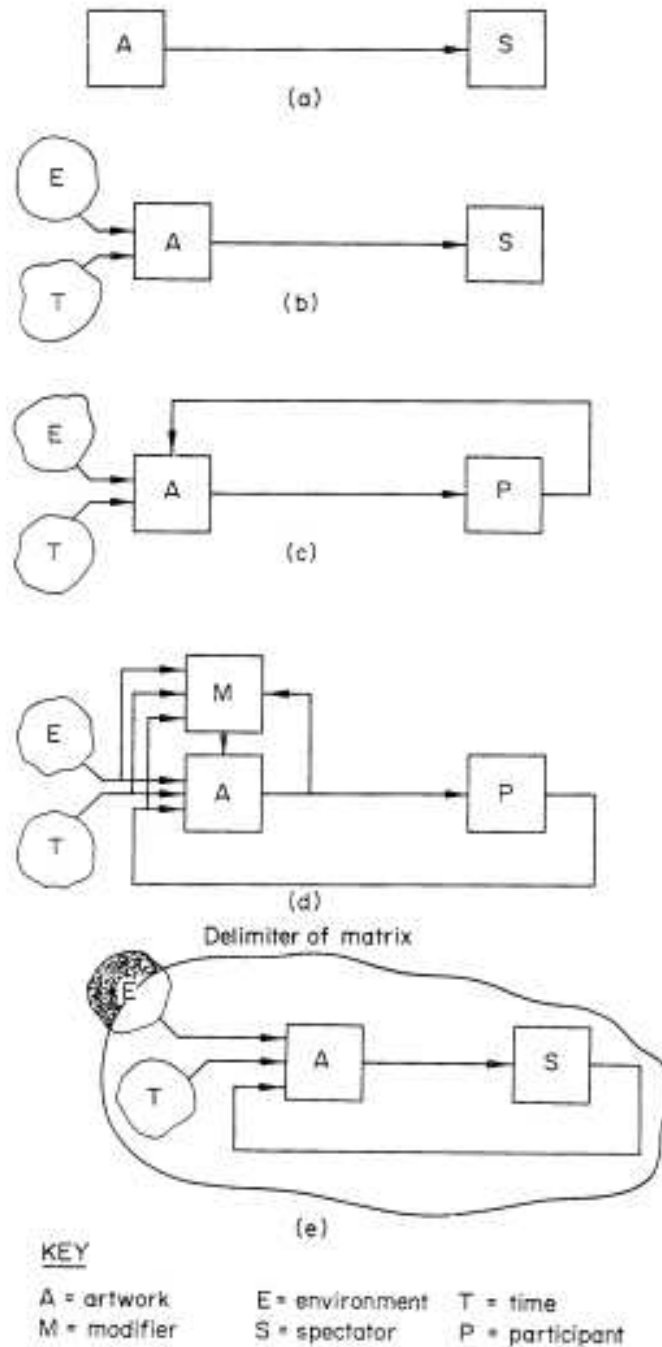 A S
(a)
E
A S
T
(b)
E
A P
T
(c)
M
E
A P
T
(d)
Delimiter of matrix
E
A S
T
(e)
KEY
A = artwork E = environment T = time
M = modifier S = spectator P = participant